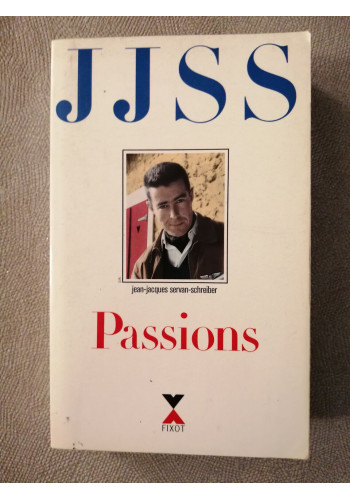 JJSS
jean-jacques servan-schreiber
Passions
FIXOT